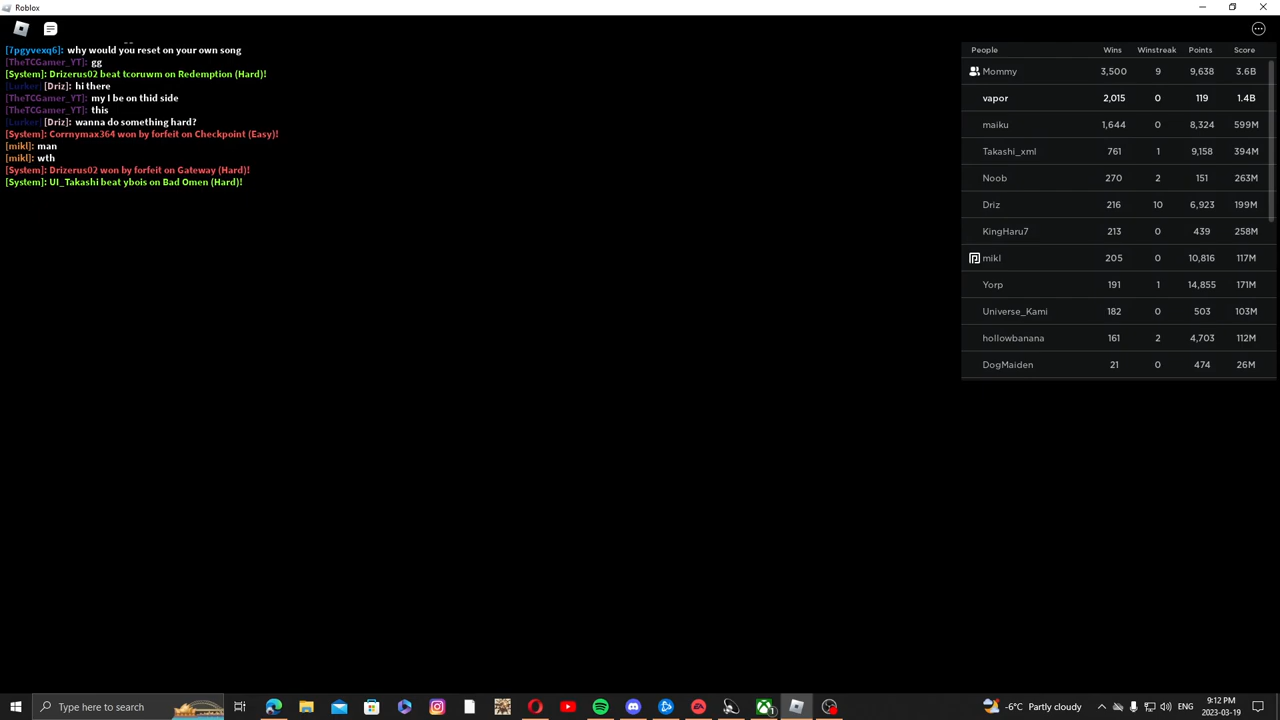 Roblox
[7pgyvexq6]: why would you reset on your own song
[TheTCGamer_YT]: gg
[System]: Drizerus02 beat tcoruwm on Redemption (Hard)!
[Lurker] [Driz]: hi there
[TheTCGamer_YT]: my I be on thid side
[TheTCGamer_YT]: this
[Lurker] [Driz]: wanna do something hard?
[System]: Corrnymax364 won by forfeit on Checkpoint (Easy)!
[mikl]: man
[mikl]: wth
[System]: Drizerus02 won by forfeit on Gateway (Hard)!
[System]: UI_Takashi beat ybois on Bad Omen (Hard)!
People Wins Winstreak Points Score
Mommy 3,500 9 9,638 3.6B
vapor 2,015 0 119 1.4B
maiku 1,644 0 8,324 599M
Takashi_xml 761 1 9,158 394M
Noob 270 2 151 263M
Driz 216 10 6,923 199M
KingHaru7 213 0 439 258M
mikl 205 0 10,816 117M
Yorp 191 1 14,855 171M
Universe_Kami 182 0 503 103M
hollowbanana 161 2 4,703 112M
DogMaiden 21 0 474 26M
Type here to search
-6°C Partly cloudy
ENG
9:12 PM
2023-03-19